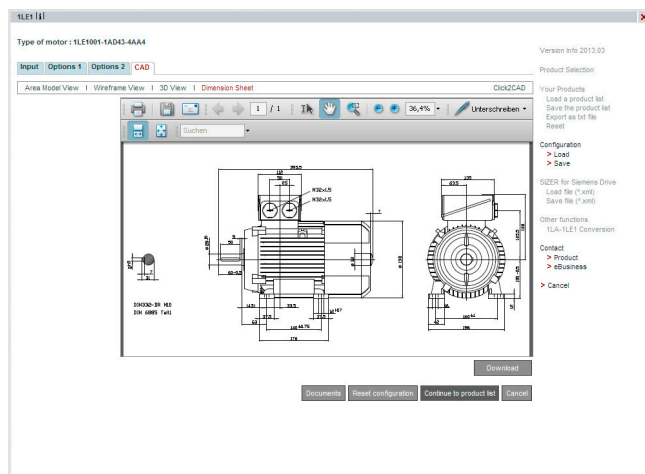 1LE1
Type of motor : 1LE1001-1AD43-4AA4
Input Options 1 Options 2 CAD
Area Model View I Wireframe View I 3D View I Dimension Sheet
Click2CAD
1 / 1
36,4%
Unterschreiben
Suchen
M32x1,5
M32x1,5
DIN 6885
Download
Documents
Reset configuration
Continue to product list
Cancel
Version Info 2013.03
Product Selection
Your Products
Load a product list
Save the product list
Export as txt file
Reset
Configuration
> Load
> Save
SIZER for Siemens Drive
Load file (*.xml)
Save file (*.xml)
Other functions
1LA-1LE1 Conversion
Contact
> Product
> eBusiness
> Cancel